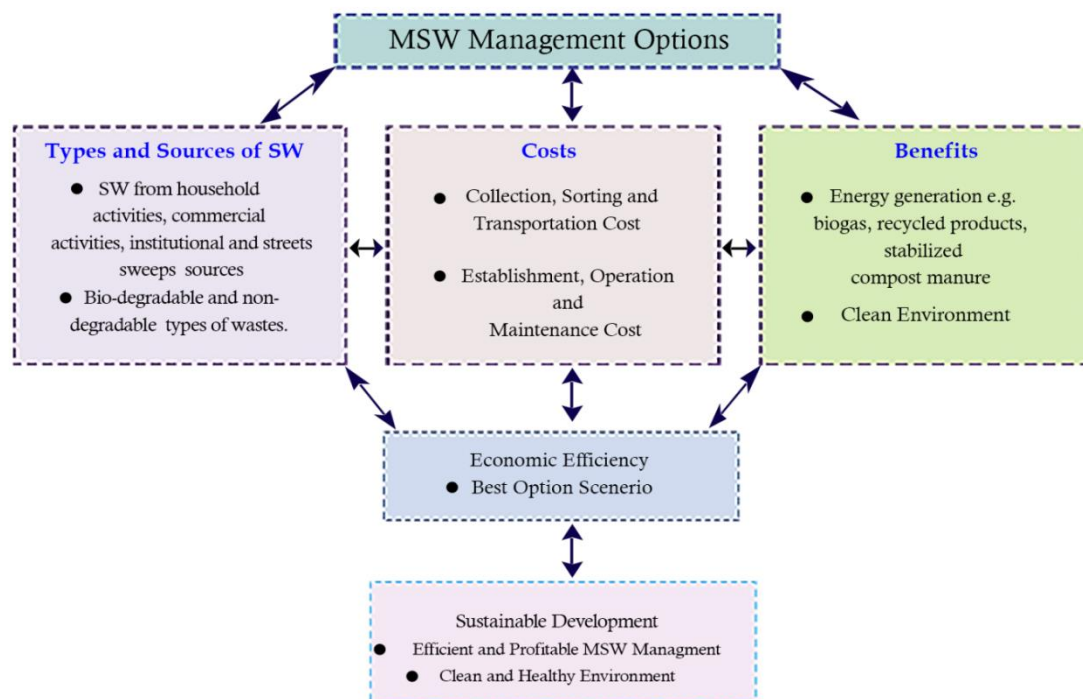 MSW Management Options
Types and Sources of SW
● SW from household
activities, commercial
activities, institutional and streets
sweeps sources
● Bio-degradable and non-
degradable types of wastes.
Costs
● Collection, Sorting and
Transportation Cost
● Establishment, Operation
and
Maintenance Cost
Benefits
● Energy generation e.g.
biogas, recycled products,
stabilized
compost manure
● Clean Environment
Economic Efficiency
● Best Option Scenerio
Sustainable Development
● Efficient and Profitable MSW Managment
● Clean and Healthy Environment